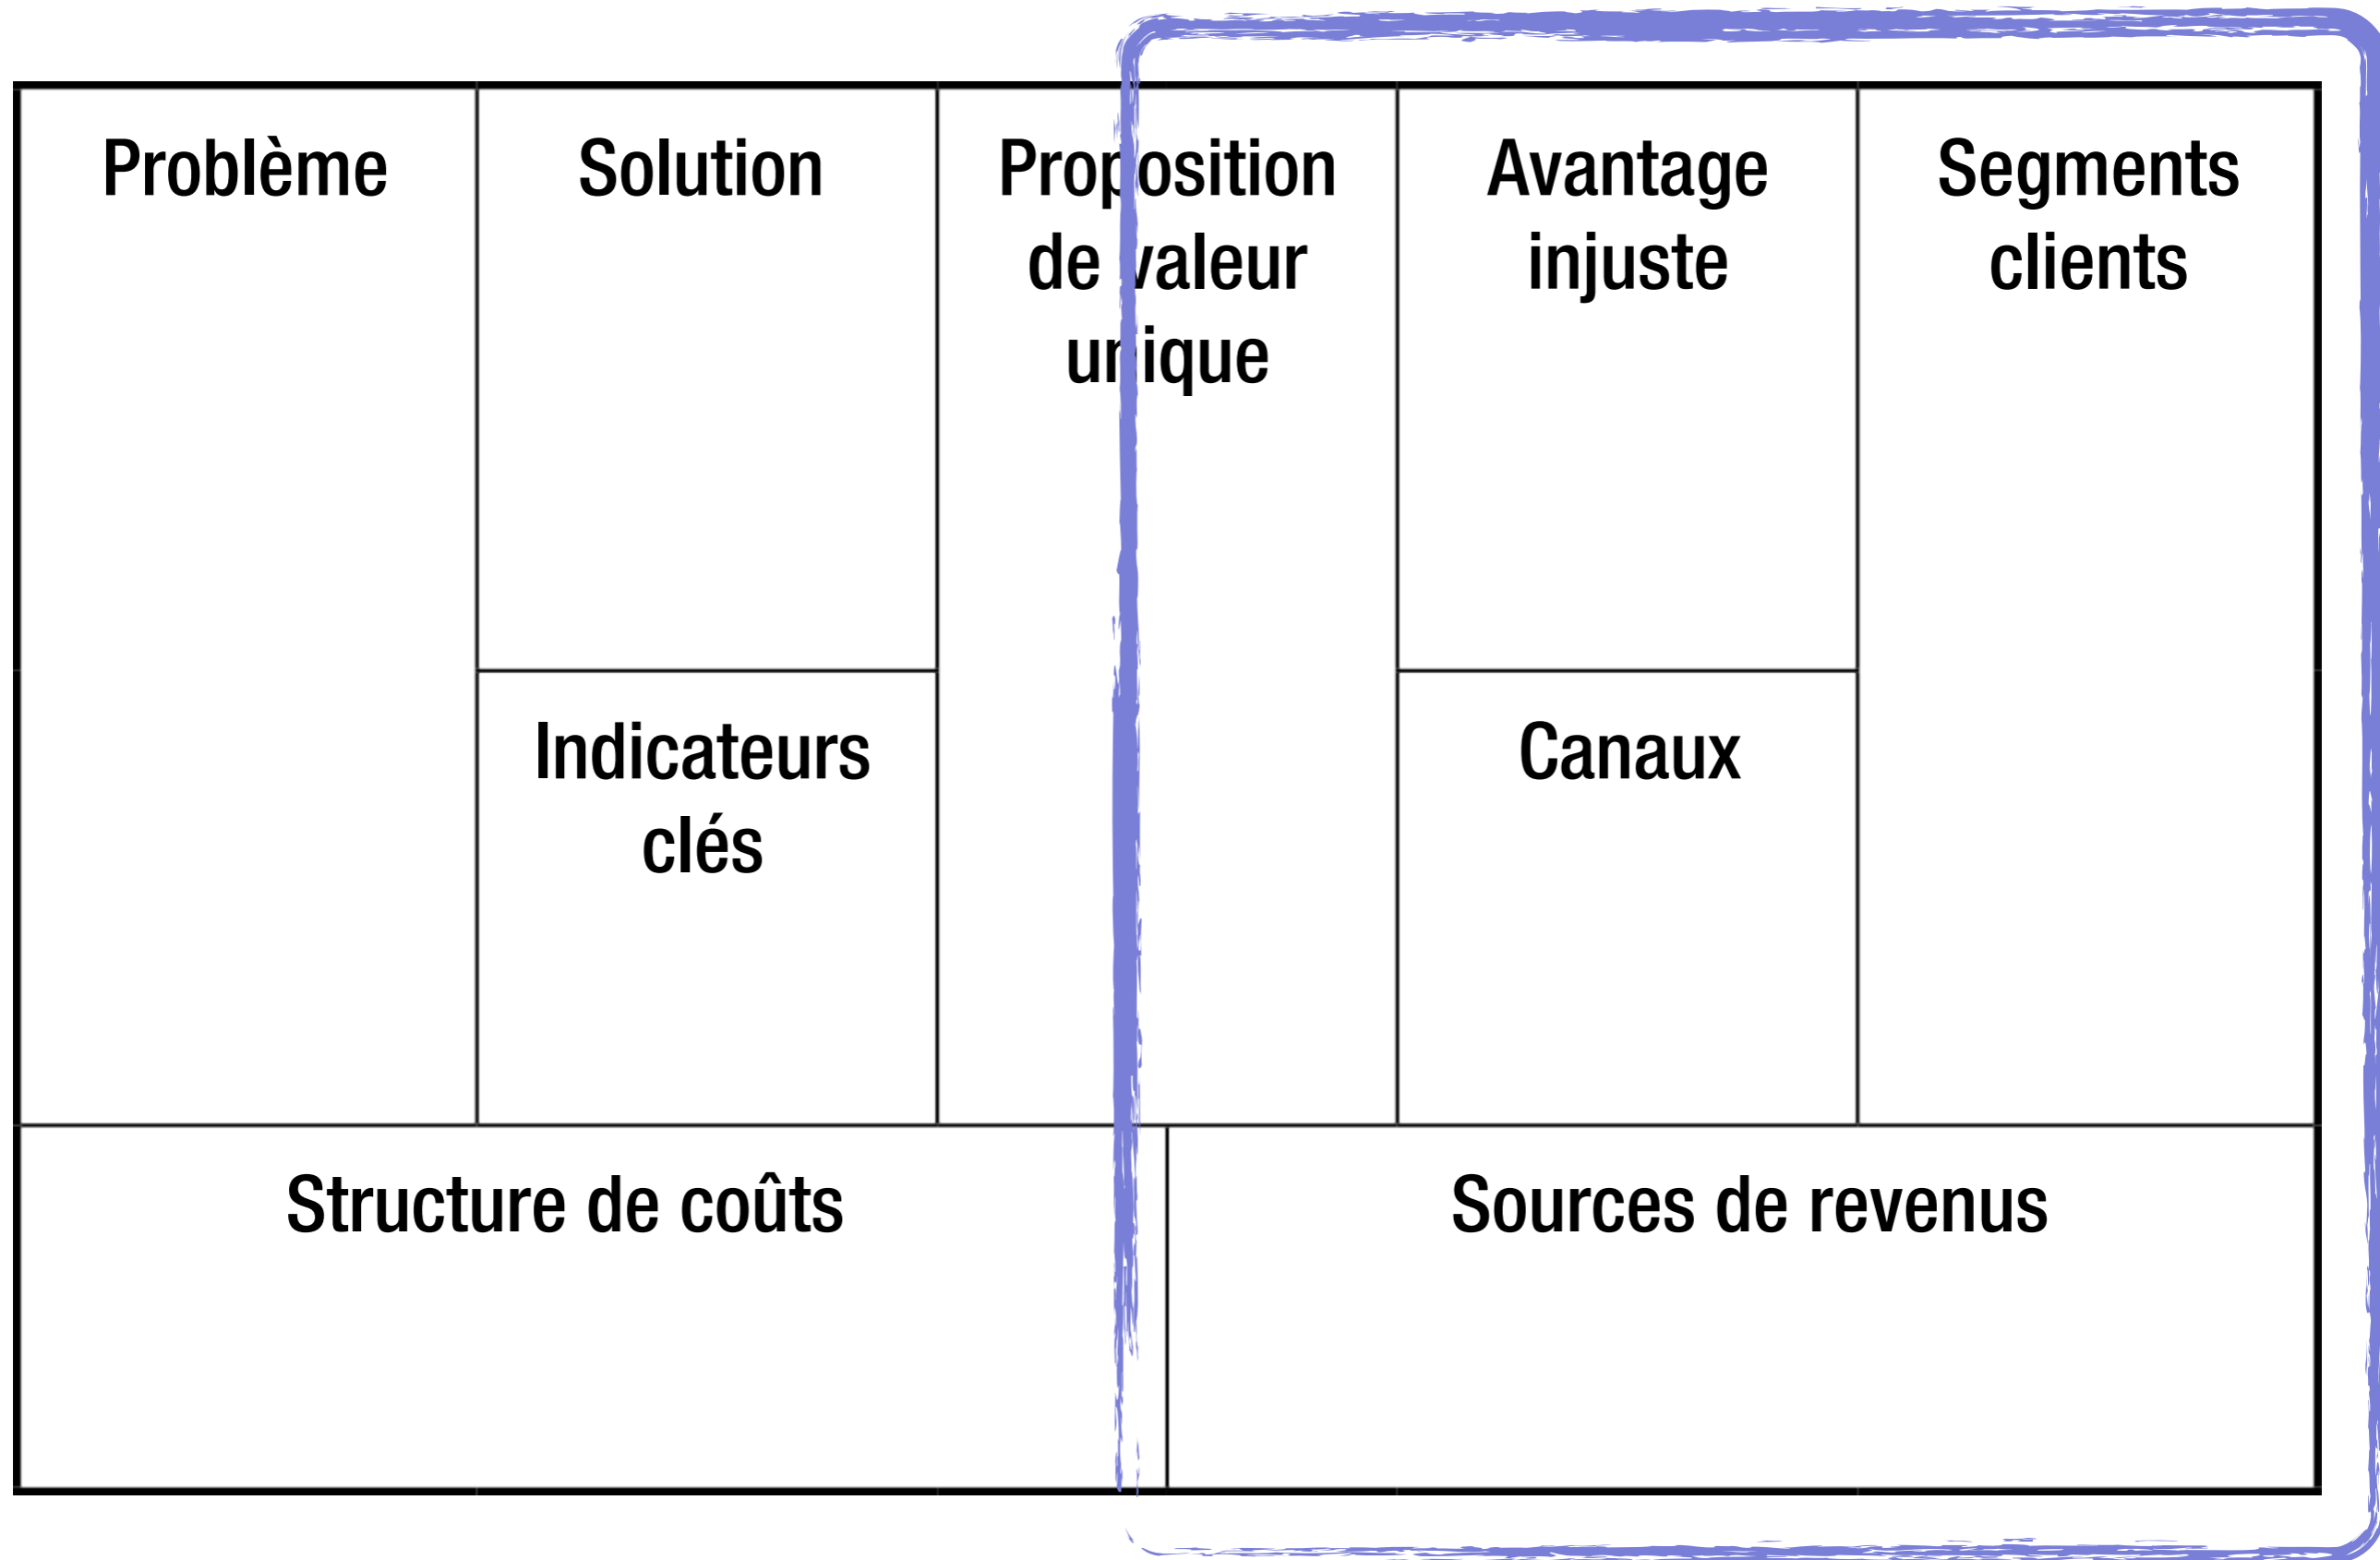 Problème
Solution
Proposition
de valeur
unique
Avantage
injuste
Segments
clients
Indicateurs
clés
Canaux
Structure de coûts
Sources de revenus